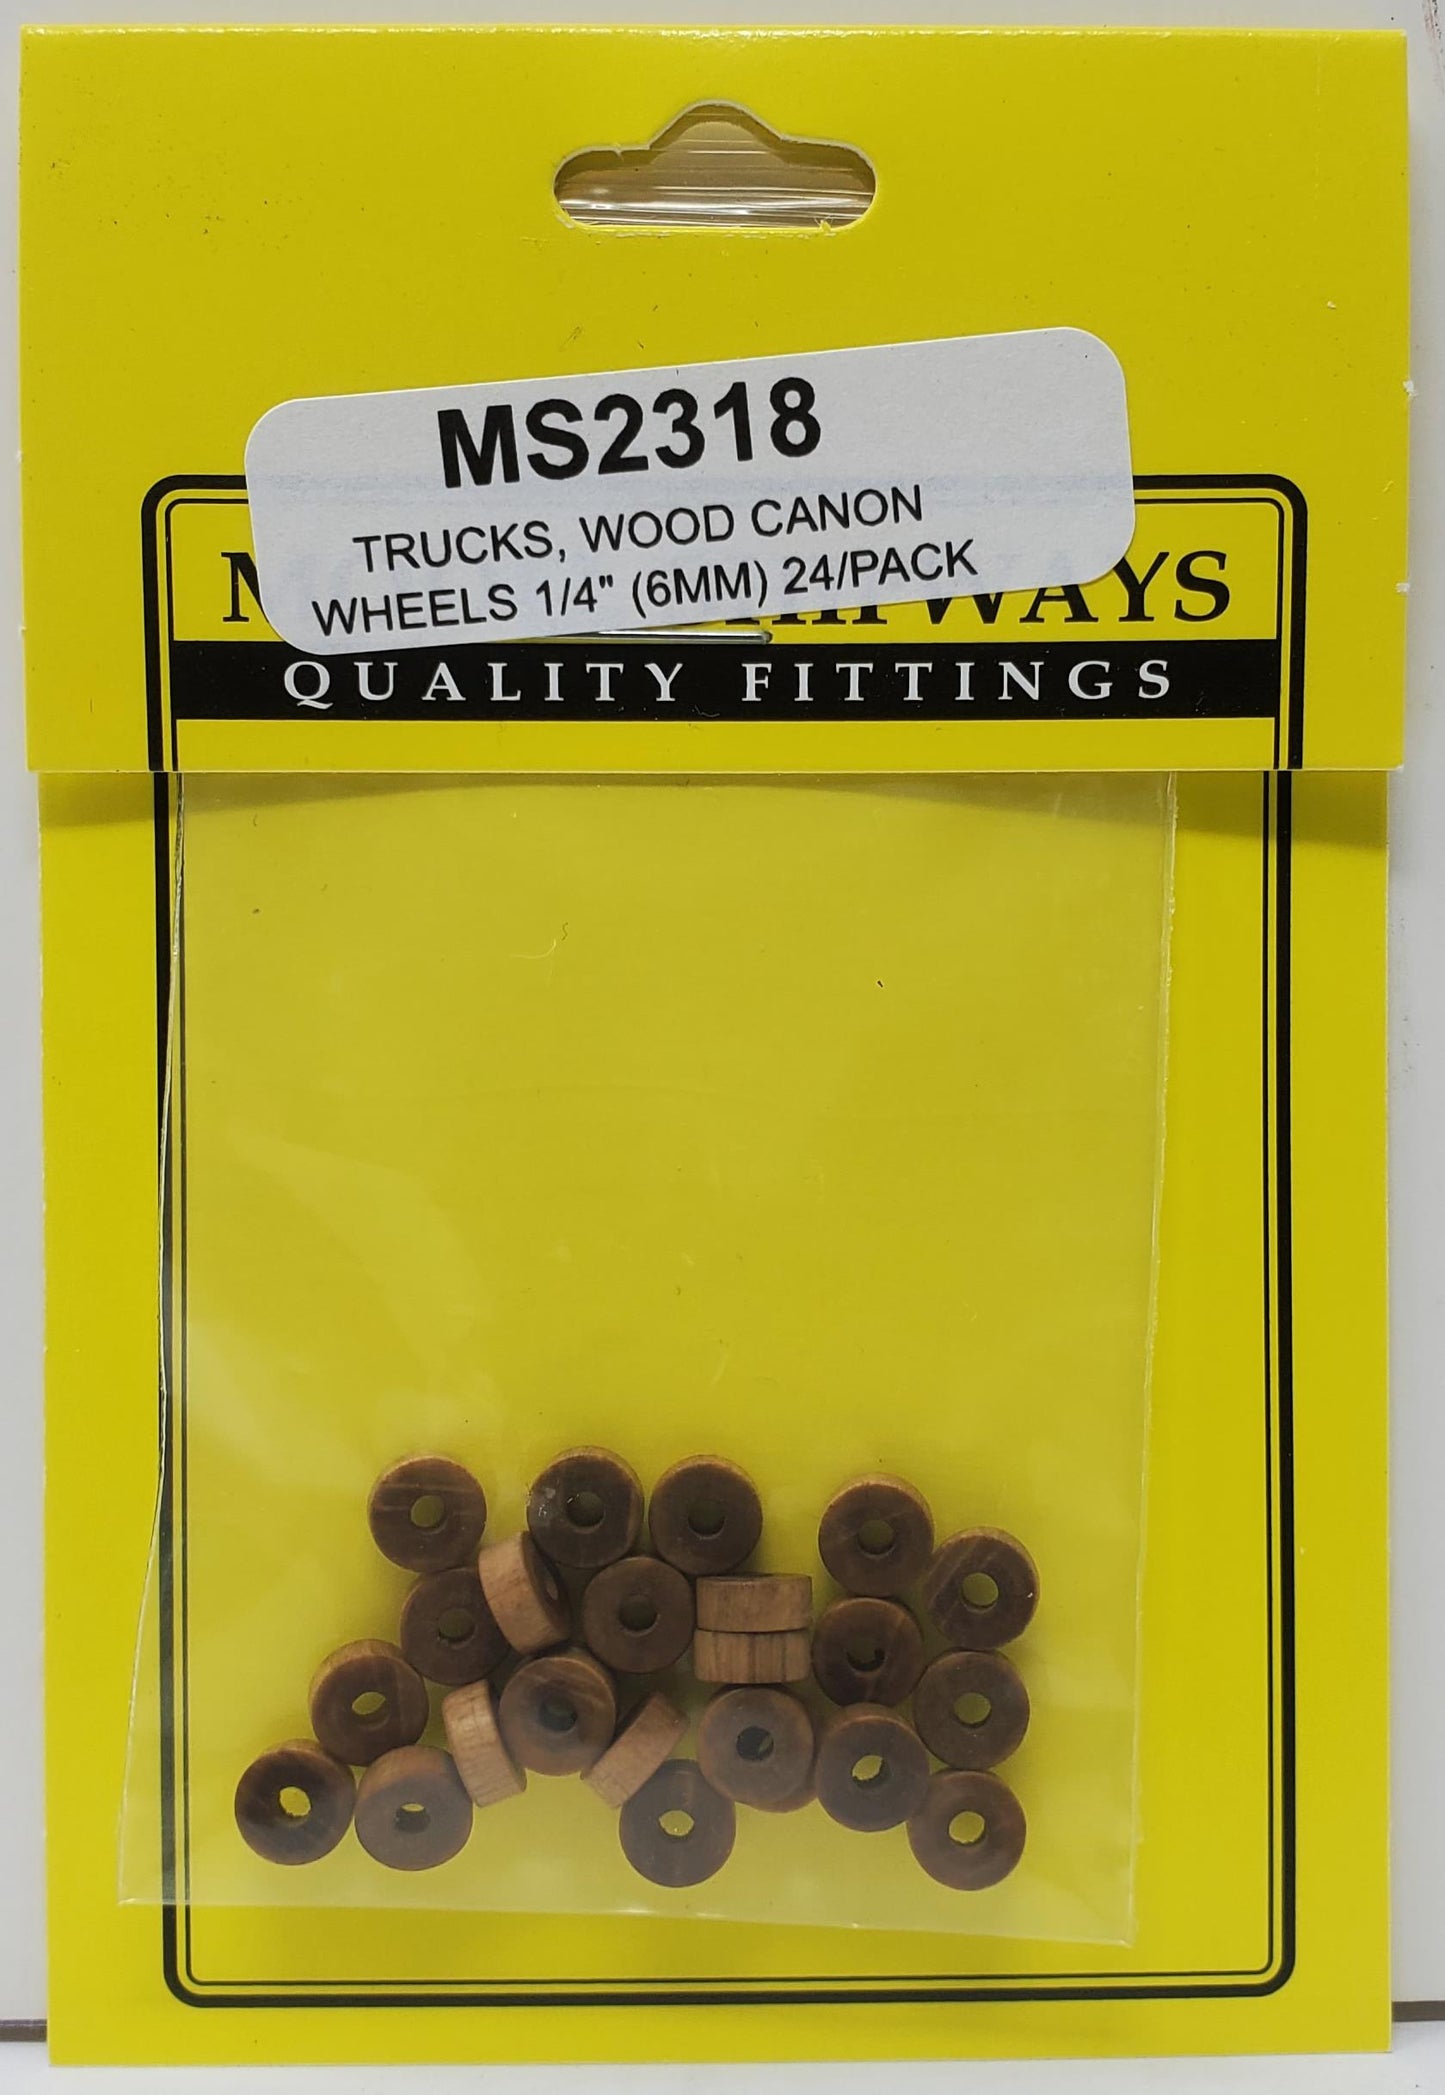 MS2318
TRUCKS, WOOD CANON
WHEELS 1/4" (6MM) 24/PACK
QUALITY FITTINGS